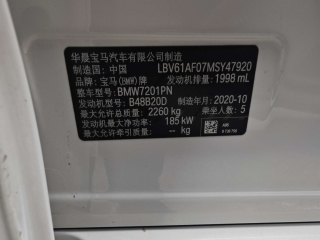 华晨宝马汽车有限公司制造
制造国：中国 LBV61AF07MSY47920
品牌：宝马(BMW)牌 发动机排量：1998 mL
整车型号：BMW7201PN
发动机型号：B48B20D 制造年月：2020-10
最大允许总质量：2260 kg 乘坐人数：5
发动机最大净功率：185 kW
最大允许牵引质量：-- kg